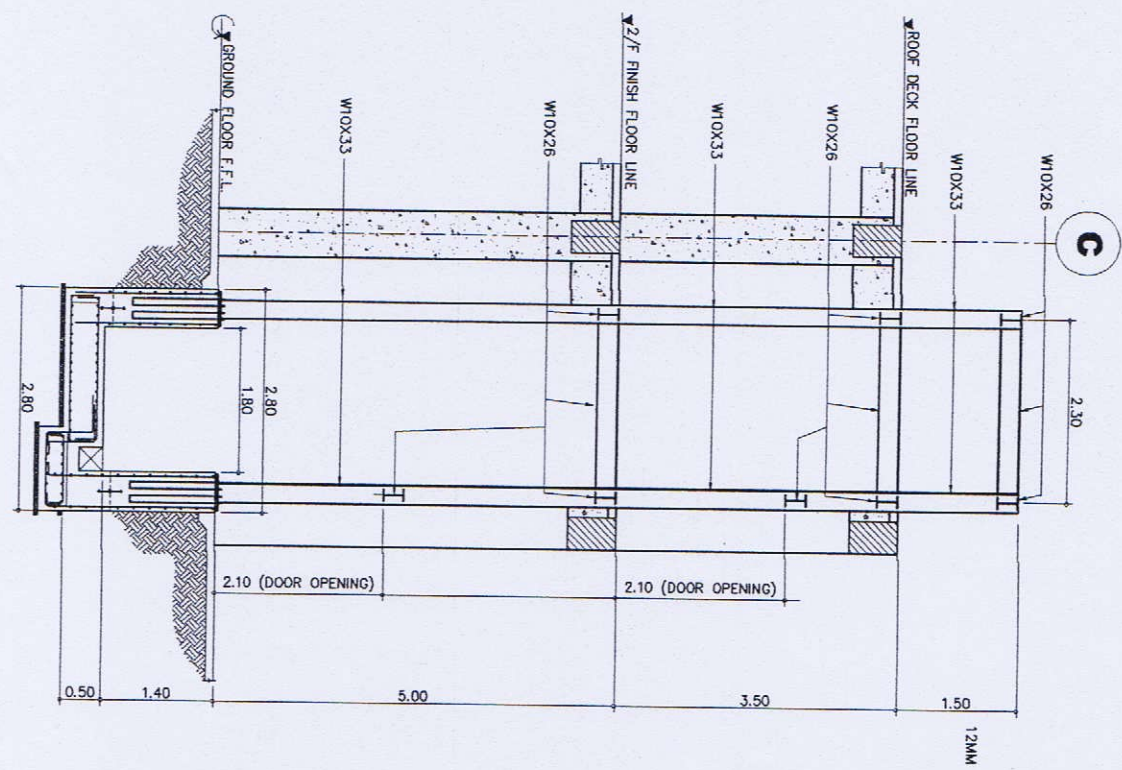 C
W10X26
W10X33
▼ROOF DECK FLOOR LINE
W10X26
W10X33
▼2/F FINISH FLOOR LINE
W10X26
W10X33
▼GROUND FLOOR F.F.L.
2.30
2.80
1.80
2.80
2.10 (DOOR OPENING)
2.10 (DOOR OPENING)
1.50
3.50
5.00
1.40
0.50
12MM